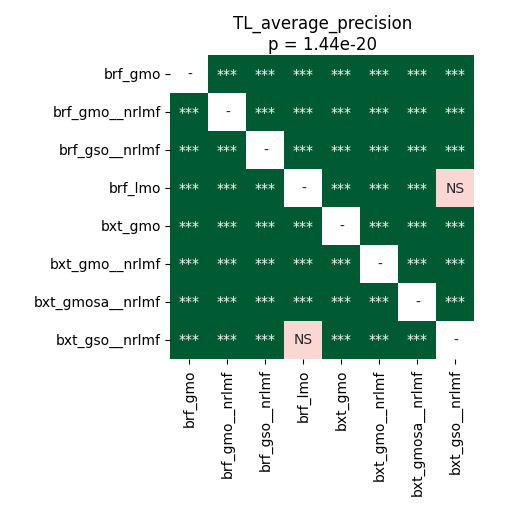 TL_average_precision
p = 1.44e-20
brf_gmo - *** *** *** *** *** *** ***
brf_gmo__nrlmf *** - *** *** *** *** *** ***
brf_gso__nrlmf *** *** - *** *** *** *** ***
brf_lmo *** *** *** - *** *** *** NS
bxt_gmo *** *** *** *** - *** *** ***
bxt_gmo__nrlmf *** *** *** *** *** - *** ***
bxt_gmosa__nrlmf *** *** *** *** *** *** - ***
bxt_gso__nrlmf *** *** *** NS *** *** *** -
brf_gmo
brf_gmo__nrlmf
brf_gso__nrlmf
brf_lmo
bxt_gmo
bxt_gmo__nrlmf
bxt_gmosa__nrlmf
bxt_gso__nrlmf